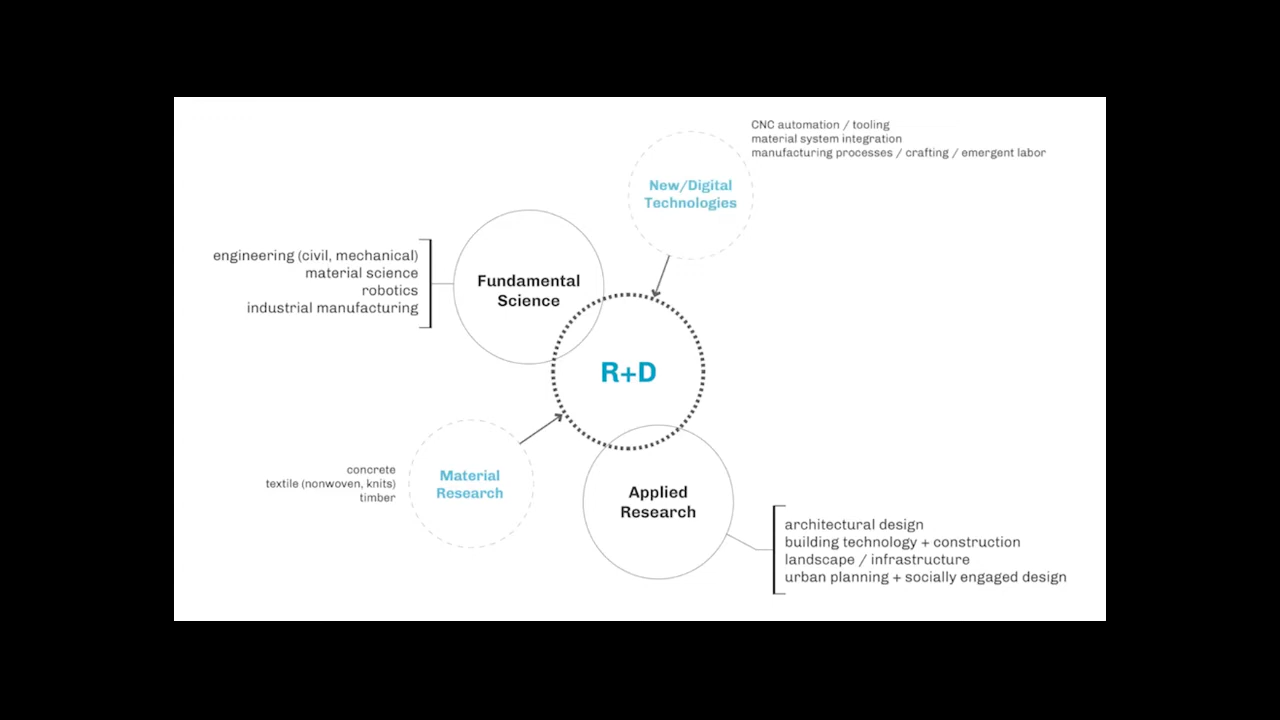 CNC automation / tooling
material system integration
manufacturing processes / crafting / emergent labor
New/Digital
Technologies
engineering (civil, mechanical)
material science
robotics
industrial manufacturing
Fundamental
Science
R+D
concrete
textile (nonwoven, knits)
timber
Material
Research
Applied
Research
architectural design
building technology + construction
landscape / infrastructure
urban planning + socially engaged design